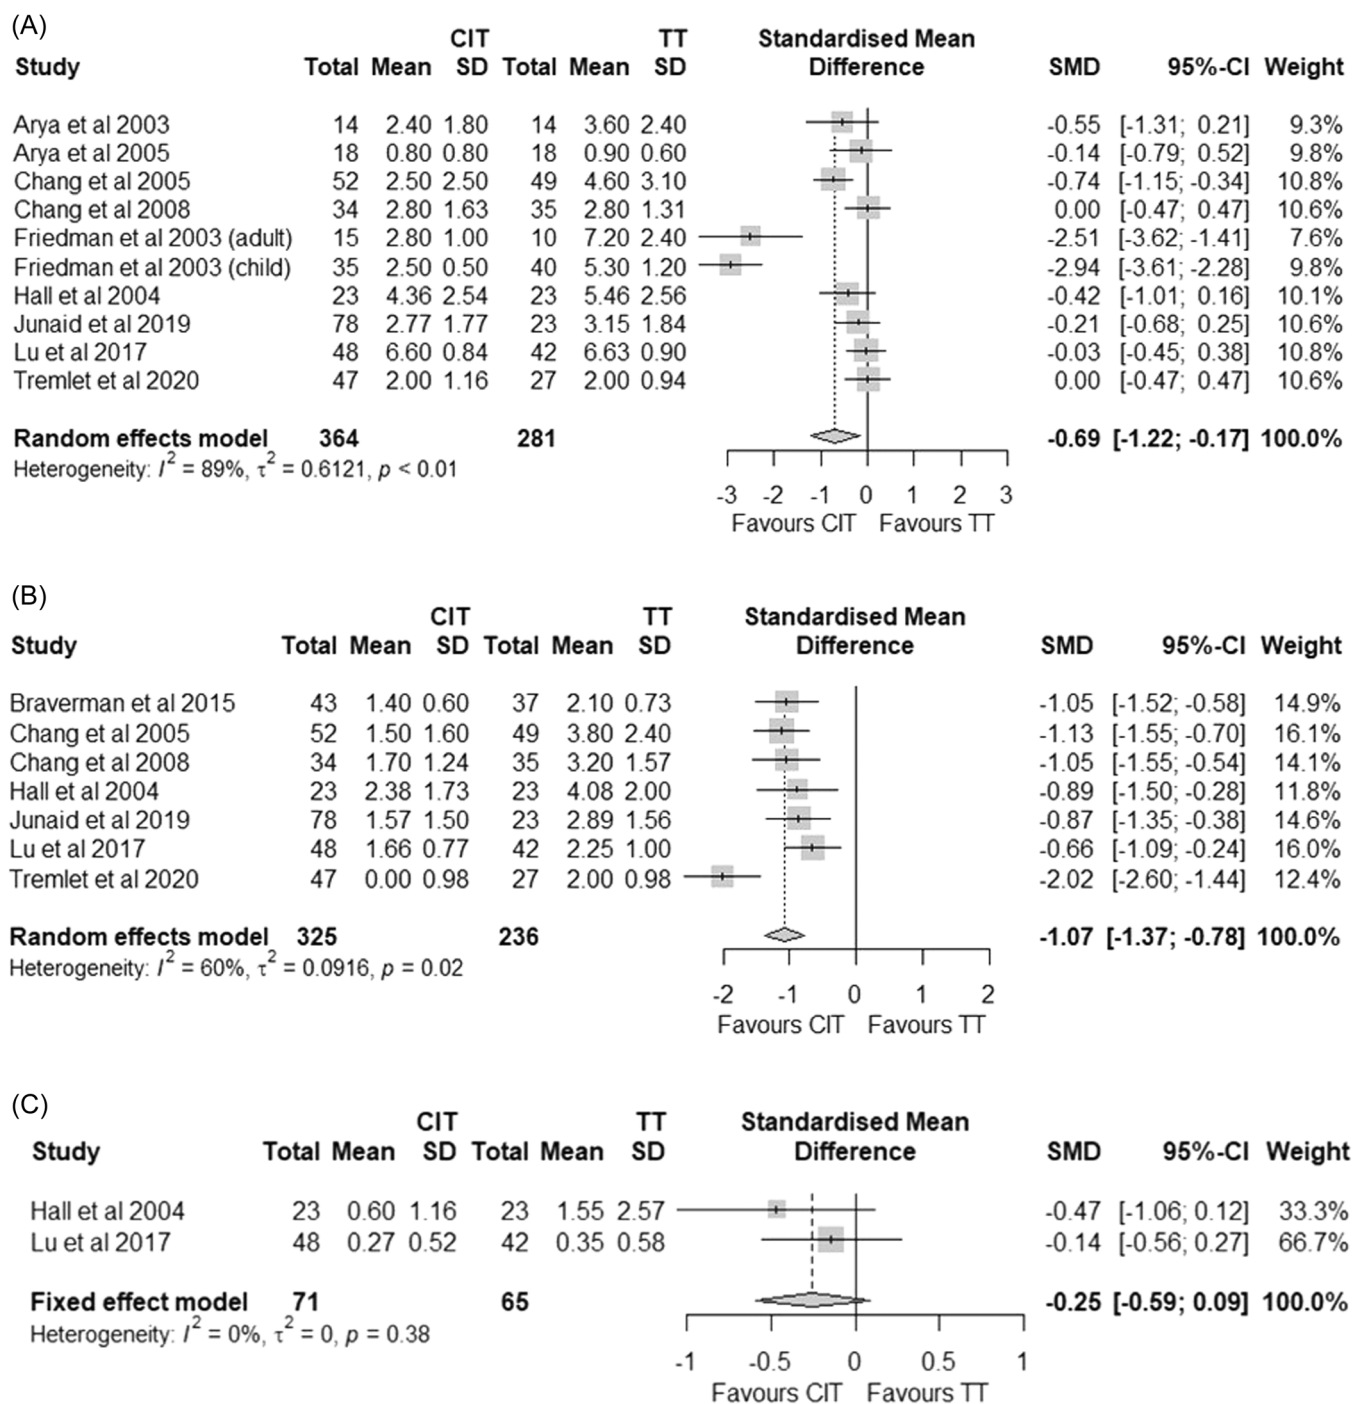 (A)
CIT TT Standardised Mean
Study Total Mean SD Total Mean SD Difference SMD 95%-CI Weight
Arya et al 2003 14 2.40 1.80 14 3.60 2.40 -0.55 [-1.31; 0.21] 9.3%
Arya et al 2005 18 0.80 0.80 18 0.90 0.60 -0.14 [-0.79; 0.52] 9.8%
Chang et al 2005 52 2.50 2.50 49 4.60 3.10 -0.74 [-1.15; -0.34] 10.8%
Chang et al 2008 34 2.80 1.63 35 2.80 1.31 0.00 [-0.47; 0.47] 10.6%
Friedman et al 2003 (adult) 15 2.80 1.00 10 7.20 2.40 -2.51 [-3.62; -1.41] 7.6%
Friedman et al 2003 (child) 35 2.50 0.50 40 5.30 1.20 -2.94 [-3.61; -2.28] 9.8%
Hall et al 2004 23 4.36 2.54 23 5.46 2.56 -0.42 [-1.01; 0.16] 10.1%
Junaid et al 2019 78 2.77 1.77 23 3.15 1.84 -0.21 [-0.68; 0.25] 10.6%
Lu et al 2017 48 6.60 0.84 42 6.63 0.90 -0.03 [-0.45; 0.38] 10.8%
Tremlet et al 2020 47 2.00 1.16 27 2.00 0.94 0.00 [-0.47; 0.47] 10.6%
Random effects model 364 281 -0.69 [-1.22; -0.17] 100.0%
Heterogeneity: I² = 89%, τ² = 0.6121, p < 0.01
-3 -2 -1 0 1 2 3
Favours CIT Favours TT
(B)
CIT TT Standardised Mean
Study Total Mean SD Total Mean SD Difference SMD 95%-CI Weight
Braverman et al 2015 43 1.40 0.60 37 2.10 0.73 -1.05 [-1.52; -0.58] 14.9%
Chang et al 2005 52 1.50 1.60 49 3.80 2.40 -1.13 [-1.55; -0.70] 16.1%
Chang et al 2008 34 1.70 1.24 35 3.20 1.57 -1.05 [-1.55; -0.54] 14.1%
Hall et al 2004 23 2.38 1.73 23 4.08 2.00 -0.89 [-1.50; -0.28] 11.8%
Junaid et al 2019 78 1.57 1.50 23 2.89 1.56 -0.87 [-1.35; -0.38] 14.6%
Lu et al 2017 48 1.66 0.77 42 2.25 1.00 -0.66 [-1.09; -0.24] 16.0%
Tremlet et al 2020 47 0.00 0.98 27 2.00 0.98 -2.02 [-2.60; -1.44] 12.4%
Random effects model 325 236 -1.07 [-1.37; -0.78] 100.0%
Heterogeneity: I² = 60%, τ² = 0.0916, p = 0.02
-2 -1 0 1 2
Favours CIT Favours TT
(C)
CIT TT Standardised Mean
Study Total Mean SD Total Mean SD Difference SMD 95%-CI Weight
Hall et al 2004 23 0.60 1.16 23 1.55 2.57 -0.47 [-1.06; 0.12] 33.3%
Lu et al 2017 48 0.27 0.52 42 0.35 0.58 -0.14 [-0.56; 0.27] 66.7%
Fixed effect model 71 65 -0.25 [-0.59; 0.09] 100.0%
Heterogeneity: I² = 0%, τ² = 0, p = 0.38
-1 -0.5 0 0.5 1
Favours CIT Favours TT